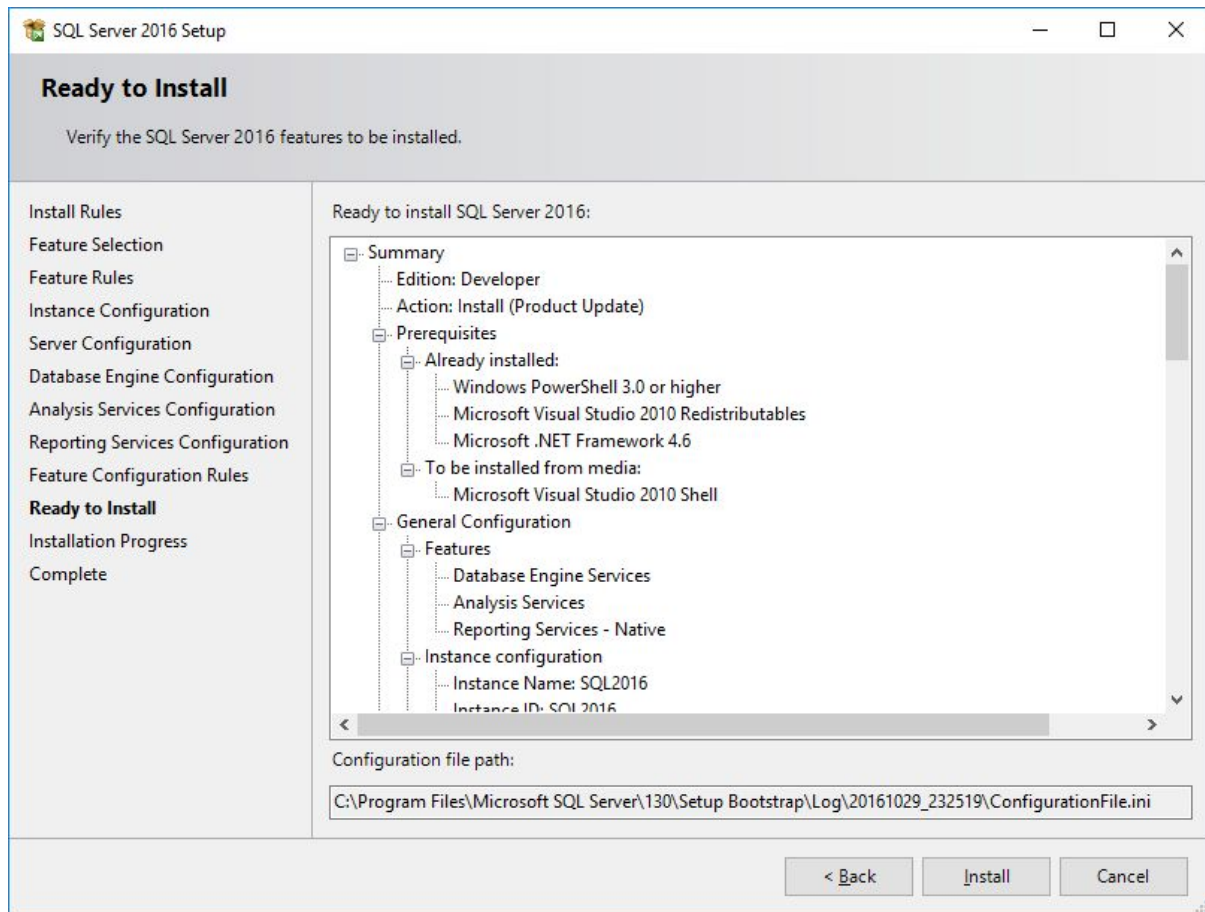 SQL Server 2016 Setup
Ready to Install
Verify the SQL Server 2016 features to be installed.
Install Rules
Feature Selection
Feature Rules
Instance Configuration
Server Configuration
Database Engine Configuration
Analysis Services Configuration
Reporting Services Configuration
Feature Configuration Rules
Ready to Install
Installation Progress
Complete
Ready to install SQL Server 2016:
Summary
Edition: Developer
Action: Install (Product Update)
Prerequisites
Already installed:
Windows PowerShell 3.0 or higher
Microsoft Visual Studio 2010 Redistributables
Microsoft .NET Framework 4.6
To be installed from media:
Microsoft Visual Studio 2010 Shell
General Configuration
Features
Database Engine Services
Analysis Services
Reporting Services - Native
Instance configuration
Instance Name: SQL2016
Instance ID: SQL2016
Configuration file path:
C:\Program Files\Microsoft SQL Server\130\Setup Bootstrap\Log\20161029_232519\ConfigurationFile.ini
< Back
Install
Cancel